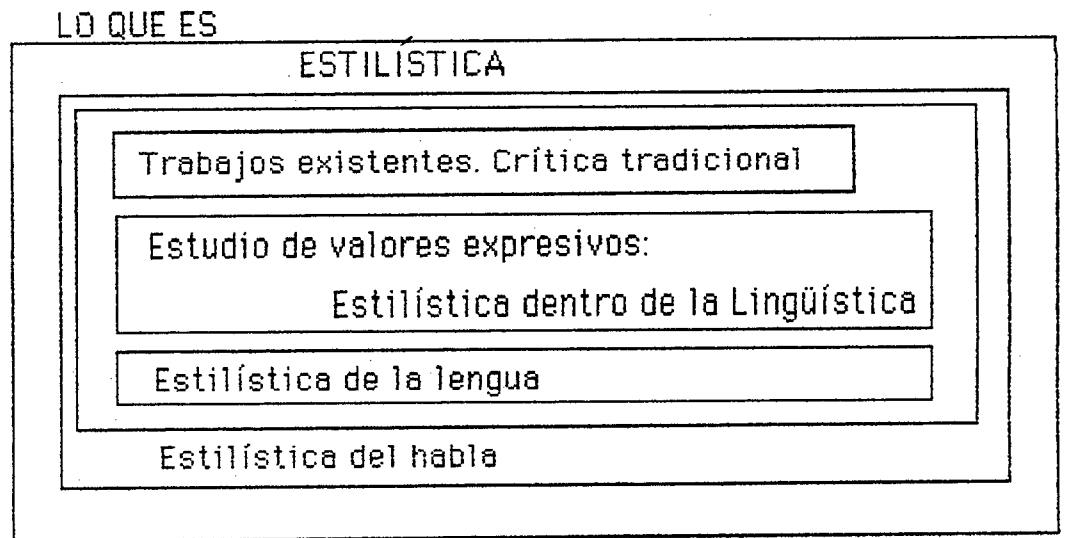 LO QUE ES
ESTILÍSTICA
Trabajos existentes. Crítica tradicional
Estudio de valores expresivos:
Estilística dentro de la Lingüística
Estilística de la lengua
Estilística del habla